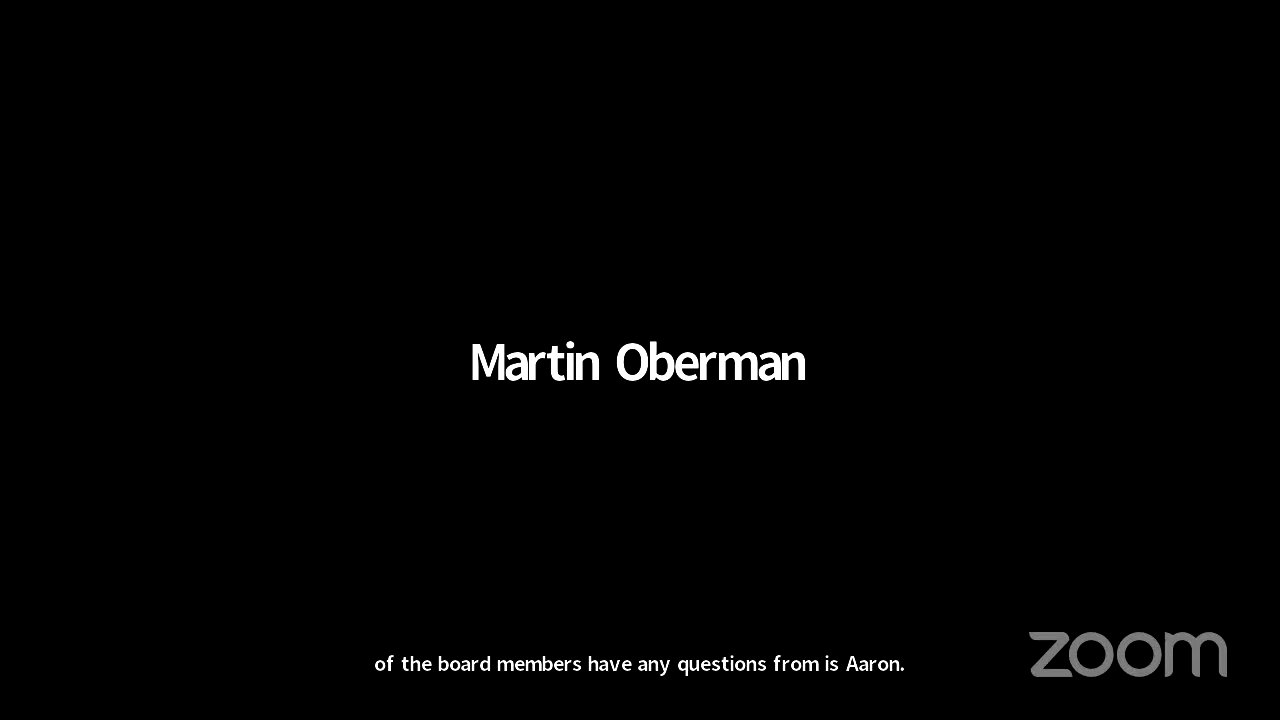 Martin Oberman
of the board members have any questions from is Aaron.
zoom